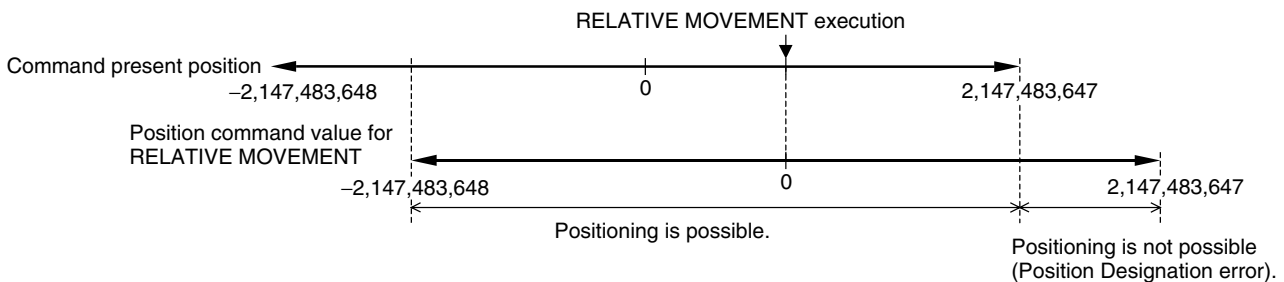 RELATIVE MOVEMENT execution
Command present position
−2,147,483,648
0
2,147,483,647
Position command value for
RELATIVE MOVEMENT
−2,147,483,648
0
2,147,483,647
Positioning is possible.
Positioning is not possible
(Position Designation error).